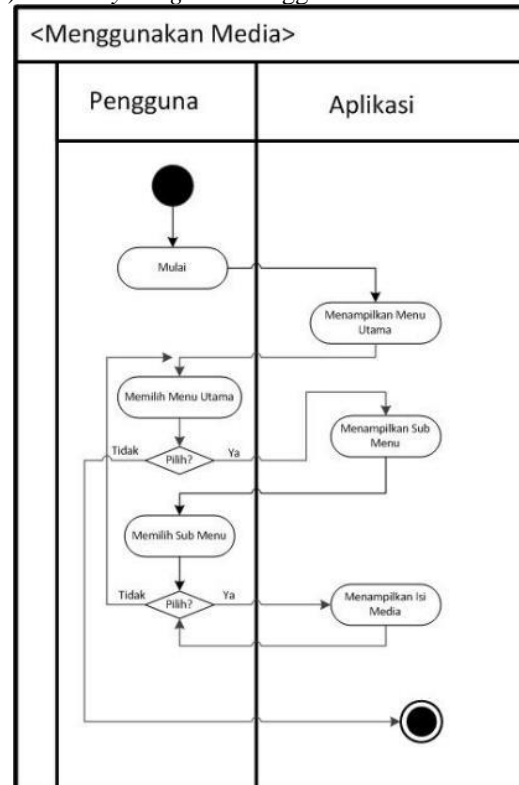 <Menggunakan Media>
Pengguna
Aplikasi
Mulai
Menampilkan Menu
Utama
Memilih Menu Utama
Menampilkan Sub
Menu
Tidak
Pilih?
Ya
Memilih Sub Menu
Tidak
Pilih?
Ya
Menampilkan Isi
Media